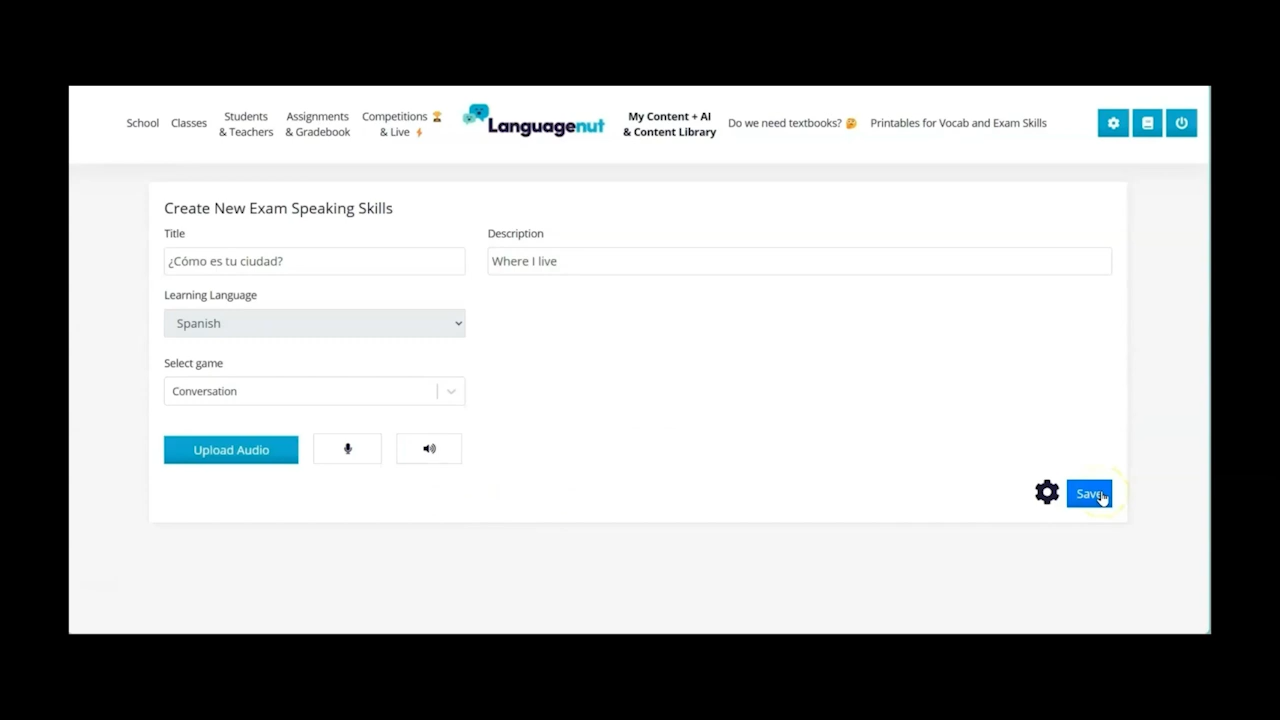 School
Classes
Students
& Teachers
Assignments
& Gradebook
Competitions 🏆
& Live ⚡
Languagenut
My Content + AI
& Content Library
Do we need textbooks? 🤔
Printables for Vocab and Exam Skills
Create New Exam Speaking Skills
Title
Description
¿Cómo es tu ciudad?
Where I live
Learning Language
Spanish
Select game
Conversation
Upload Audio
Save